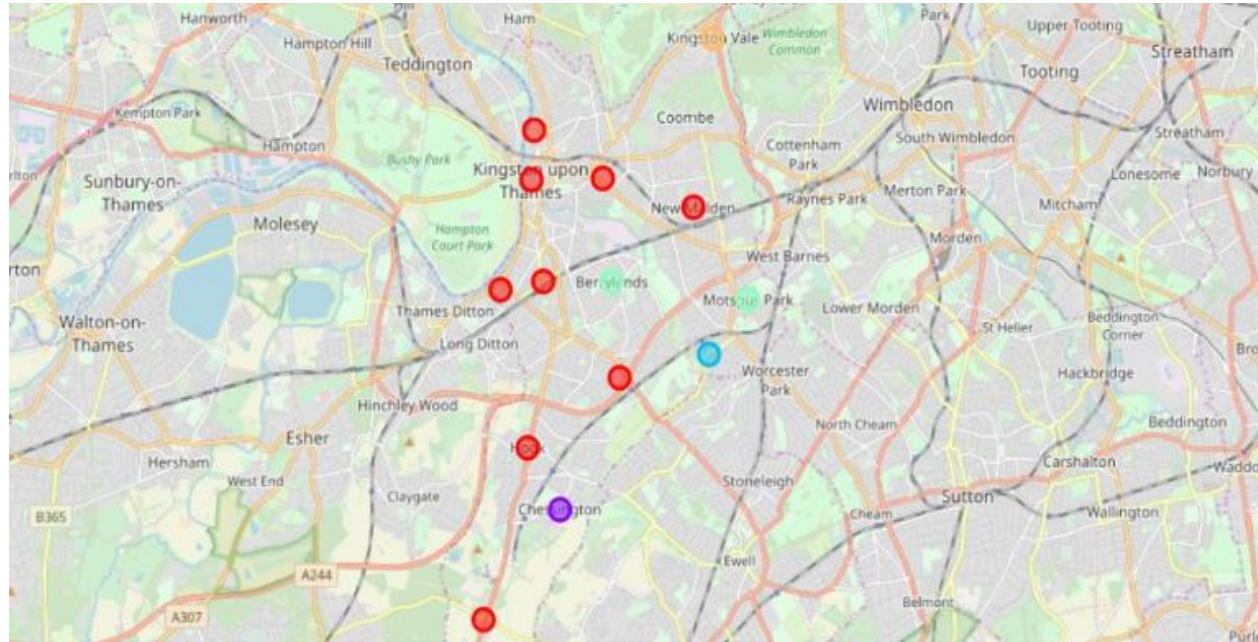 Hanworth
Ham
Hampton Hill
Teddington
Kingston Vale
Wimbledon
Common
Park
Upper Tooting
Tooting
Streatham
Kempton Park
Hampton
Bushy Park
Coombe
Wimbledon
South Wimbledon
Streatham
Cottenham
Park
Lonesome
Norbury
Sunbury-on-
Thames
Kingston upon
Thames
Merton Park
Raynes Park
Mitcham
Molesey
Hampton
Court Park
Morden
West Barnes
Thames Ditton
Lower Morden
Walton-on-
Thames
Long Ditton
St Helier
Beddington
Corner
Worcester
Park
Hackbridge
Hinchley Wood
Esher
North Cheam
Beddington
Hersham
West End
Claygate
Stoneleigh
Carshalton
Sutton
B365
Cheam
Wallington
A244
Ewell
Belmont
A307